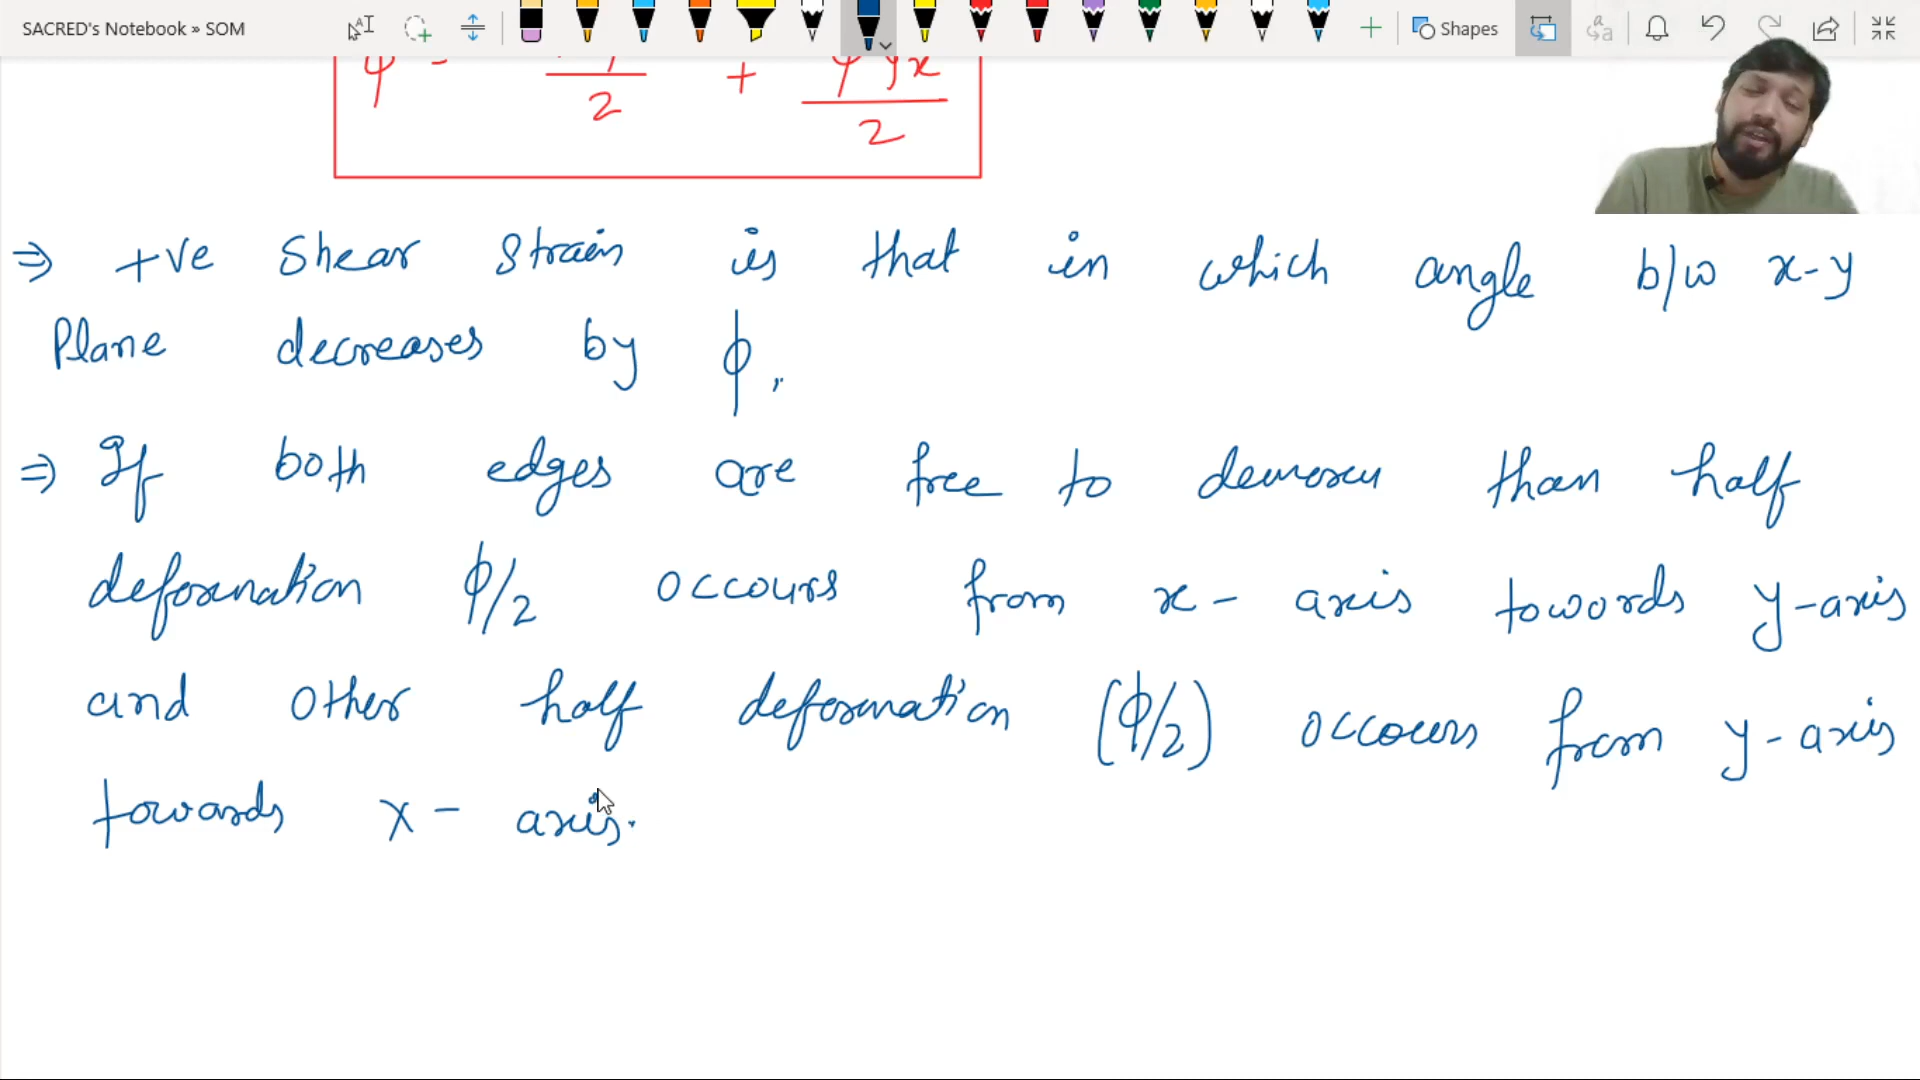 SACRED's Notebook » SOM
Shapes
2 + 2
⇒ +ve Shear Strain is that in which angle b/w x-y
Plane decreases by ϕ,
⇒ If both edges are free to than half
deformation ϕ/2 occours from x- axis towords y-axis
and other half deformation (ϕ/2) occours from y-axis
towards x- axis.